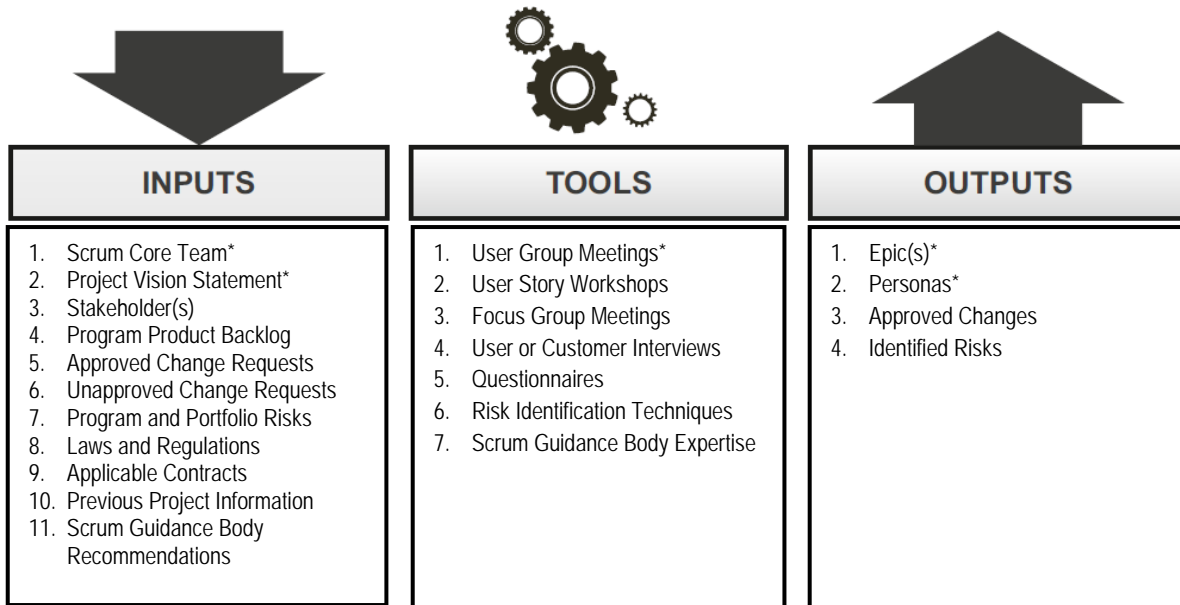 INPUTS
1. Scrum Core Team*
2. Project Vision Statement*
3. Stakeholder(s)
4. Program Product Backlog
5. Approved Change Requests
6. Unapproved Change Requests
7. Program and Portfolio Risks
8. Laws and Regulations
9. Applicable Contracts
10. Previous Project Information
11. Scrum Guidance Body
Recommendations
TOOLS
1. User Group Meetings*
2. User Story Workshops
3. Focus Group Meetings
4. User or Customer Interviews
5. Questionnaires
6. Risk Identification Techniques
7. Scrum Guidance Body Expertise
OUTPUTS
1. Epic(s)*
2. Personas*
3. Approved Changes
4. Identified Risks